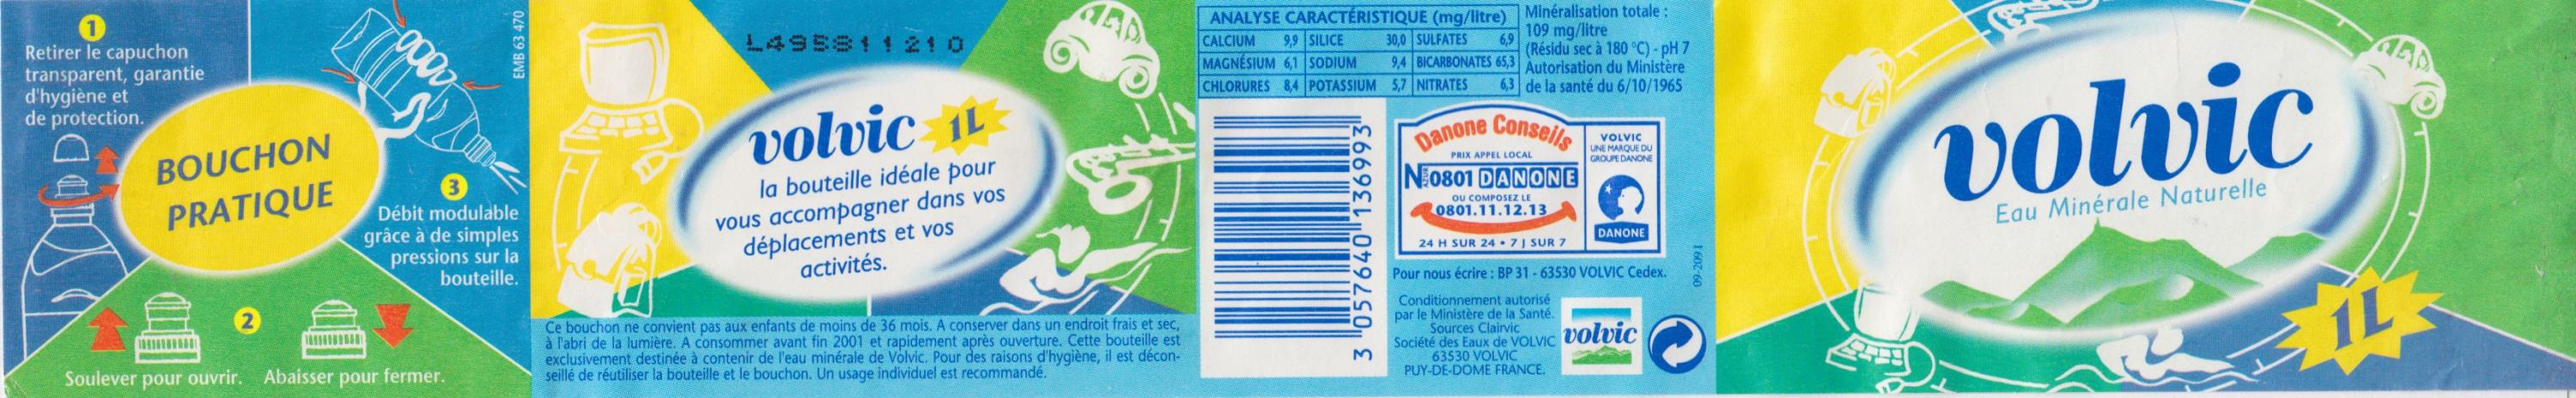 1
Retirer le capuchon
transparent, garantie
d'hygiène et
de protection.
BOUCHON
PRATIQUE
3
Débit modulable
grâce à de simples
pressions sur la
bouteille.
2
Soulever pour ouvrir. Abaisser pour fermer.
EMB 63 470
L495811210
volvic 1L
la bouteille idéale pour
vous accompagner dans vos
déplacements et vos
activités.
Ce bouchon ne convient pas aux enfants de moins de 36 mois. A conserver dans un endroit frais et sec,
à l'abri de la lumière. A consommer avant fin 2001 et rapidement après ouverture. Cette bouteille est
exclusivement destinée à contenir de l'eau minérale de Volvic. Pour des raisons d'hygiène, il est décon-
seillé de réutiliser la bouteille et le bouchon. Un usage individuel est recommandé.
ANALYSE CARACTÉRISTIQUE (mg/litre)
CALCIUM 9,9 SILICE 30,0 SULFATES 6,9
MAGNÉSIUM 6,1 SODIUM 9,4 BICARBONATES 65,3
CHLORURES 8,4 POTASSIUM 5,7 NITRATES 6,3
Minéralisation totale :
109 mg/litre
(Résidu sec à 180 °C) - pH 7
Autorisation du Ministère
de la santé du 6/10/1965
3 057640 136993
Danone Conseils
PRIX APPEL LOCAL
N AZUR 0801 DANONE
OU COMPOSEZ LE
0801.11.12.13
24 H SUR 24 • 7 J SUR 7
VOLVIC
UNE MARQUE DU
GROUPE DANONE
DANONE
Pour nous écrire : BP 31 - 63530 VOLVIC Cedex.
Conditionnement autorisé
par le Ministère de la Santé.
Sources Clairvic
Société des Eaux de VOLVIC
63530 VOLVIC
PUY-DE-DOME FRANCE.
volvic
09-2091
volvic
Eau Minérale Naturelle
1L